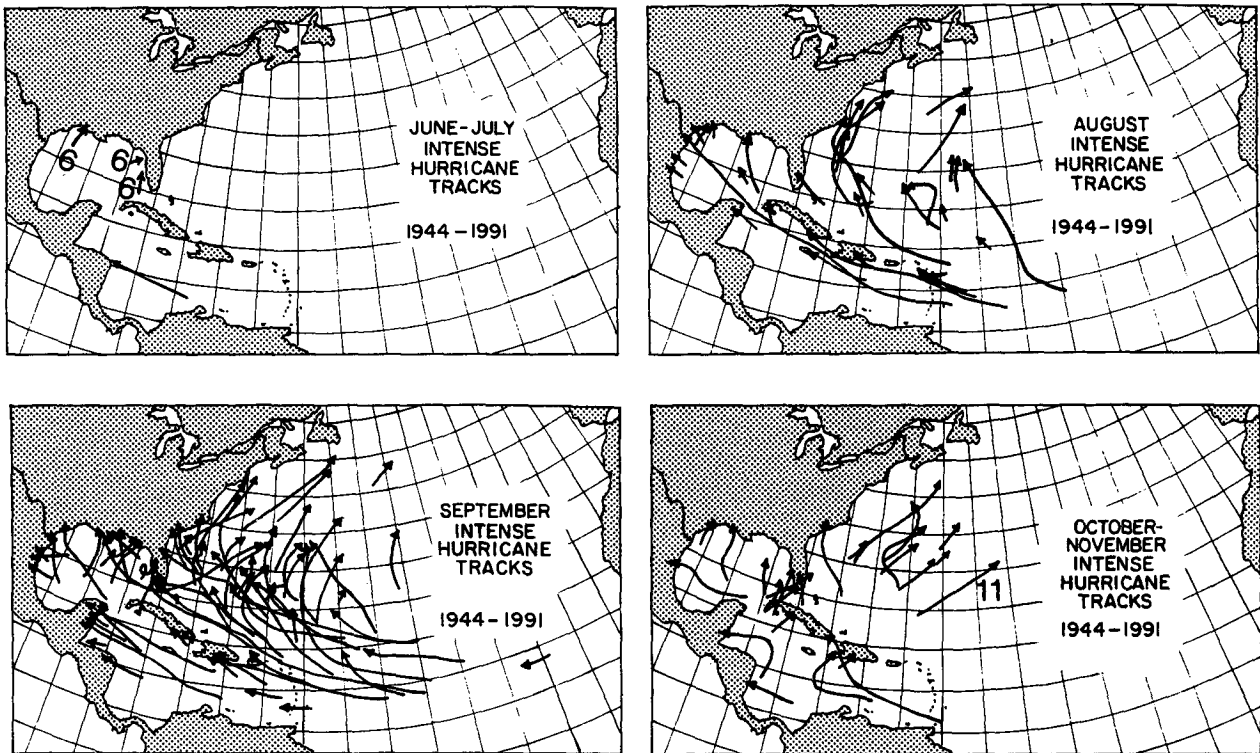 JUNE-JULY
INTENSE
HURRICANE
TRACKS
1944-1991
6
6
6
AUGUST
INTENSE
HURRICANE
TRACKS
1944-1991
SEPTEMBER
INTENSE
HURRICANE
TRACKS
1944-1991
OCTOBER-
NOVEMBER
INTENSE
HURRICANE
TRACKS
1944-1991
11